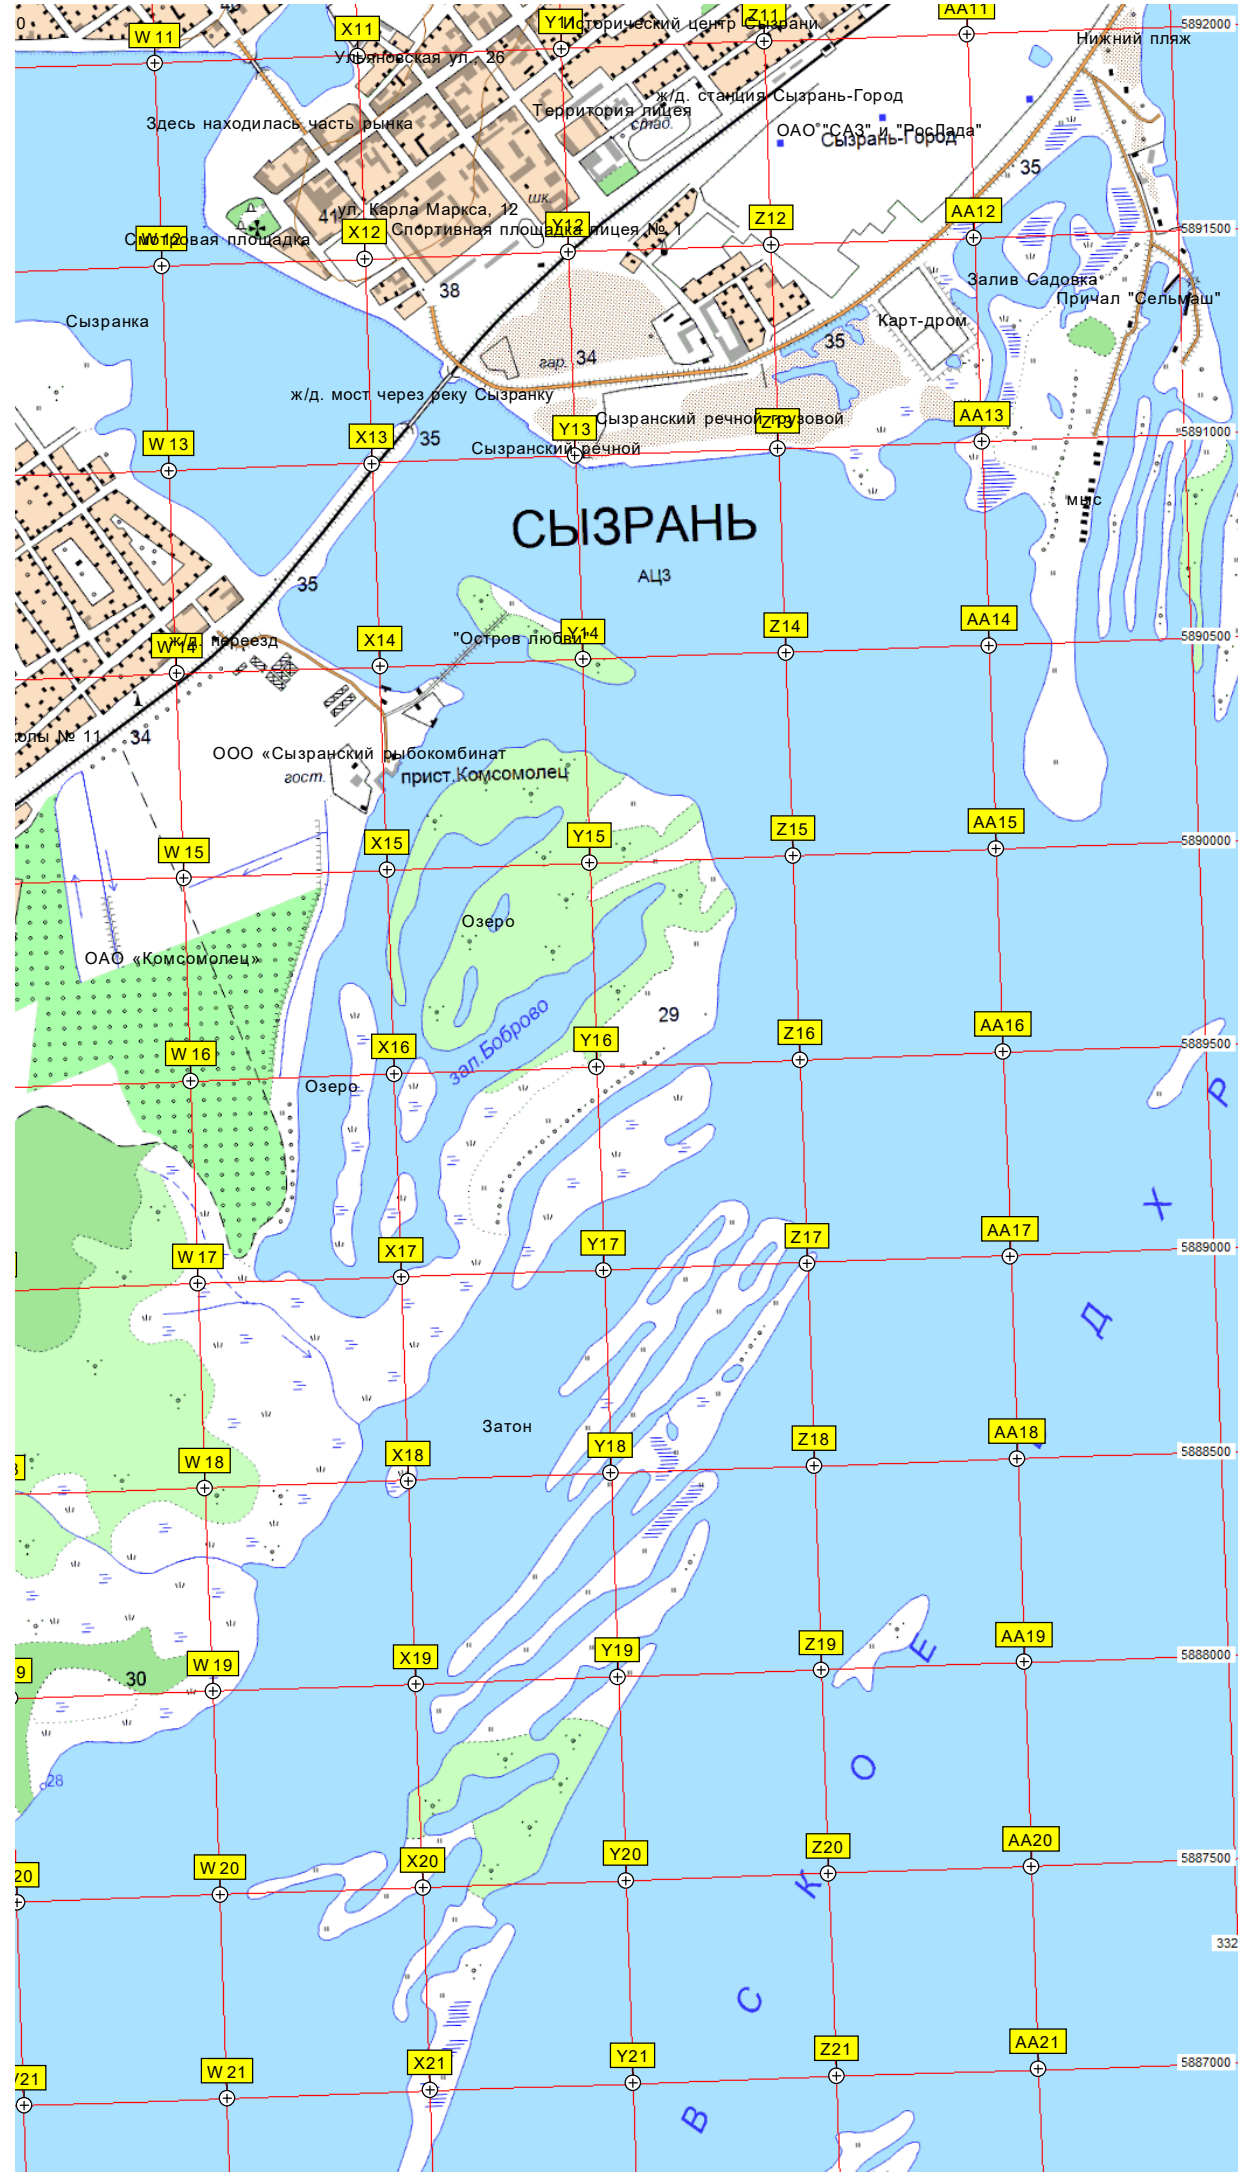 0
W 11
X11
Z11
AA11
Исторический центр Сызрани
5892000
Нижний пляж
Ульяновская ул., 26
ж/д. станция Сызрань-Город
Территория лицея
стад.
Здесь находилась часть рынка
ОАО "САЗ" и "РосЛада"
Сызрань-Город
35
шк.
41
ул. Карла Маркса, 12
Y12
Z12
AA12
X12
Спортивная площадка лицея № 1
5891500
W 12
Смотровая площадка
Залив Садовка
Причал "Сельмаш"
38
Сызранка
Карт-дром
35
гар.
34
ж/д. мост через реку Сызранку
Сызранский речной грузовой
AA13
Y13
Z13
5891000
W 13
X13
35
Сызранский речной
мыс
СЫЗРАНЬ
АЦЗ
35
W 14
ж/д. переезд
X14
"Остров любви"
Y14
Z14
AA14
5890500
34
ООО «Сызранский рыбокомбинат
гост.
прист.Комсомолец
W 15
X15
Y15
Z15
AA15
5890000
Озеро
ОАО «Комсомолец»
зал.Боброво
29
W 16
X16
Y16
Z16
AA16
5889500
Озеро
Р
Х
W 17
X17
Y17
Z17
AA17
5889000
Д
Затон
W 18
X18
Y18
Z18
AA18
5888500
Е
W 19
X19
Y19
Z19
AA19
5888000
30
О
28
20
W 20
X20
Y20
Z20
AA20
5887500
К
332
С
W 21
X21
Y21
Z21
AA21
5887000
В